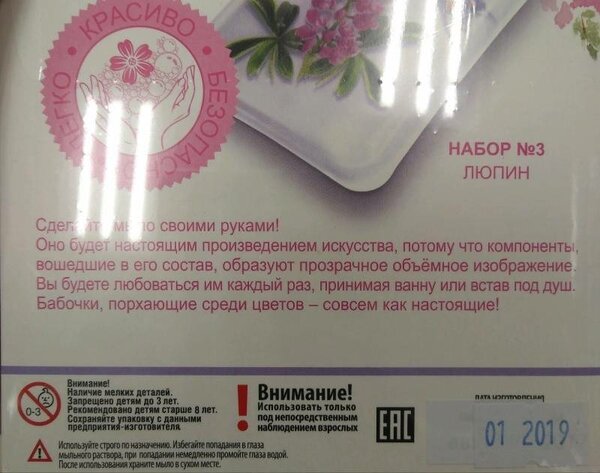 ЛЕГКО • КРАСИВО • БЕЗОПАСНО
НАБОР №3
ЛЮПИН
Сделайте мыло своими руками!
Оно будет настоящим произведением искусства, потому что компоненты,
вошедшие в его состав, образуют прозрачное объёмное изображение.
Вы будете любоваться им каждый раз, принимая ванну или встав под душ.
Бабочки, порхающие среди цветов – совсем как настоящие!
0-3
Внимание!
Наличие мелких деталей.
Запрещено детям до 3 лет.
Рекомендовано детям старше 8 лет.
Сохраняйте упаковку с данными
предприятия-изготовителя.
Внимание!
Использовать только
под непосредственным
наблюдением взрослых
EAC
ДАТА ИЗГОТОВЛЕНИЯ
01 2019
Используйте строго по назначению. Избегайте попадания в глаза
мыльного раствора, при попадании немедленно промойте глаза водой.
После использования храните мыло в сухом месте.